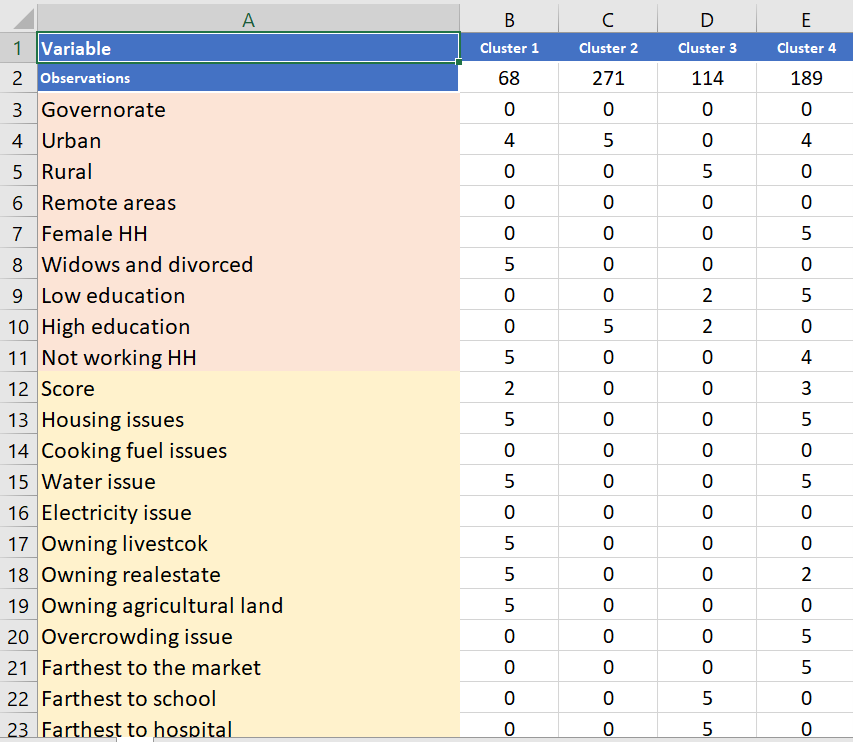 A B C D E
1 Variable Cluster 1 Cluster 2 Cluster 3 Cluster 4
2 Observations 68 271 114 189
3 Governorate 0 0 0 0
4 Urban 4 5 0 4
5 Rural 0 0 5 0
6 Remote areas 0 0 0 0
7 Female HH 0 0 0 5
8 Widows and divorced 5 0 0 0
9 Low education 0 0 2 5
10 High education 0 5 2 0
11 Not working HH 5 0 0 4
12 Score 2 0 0 3
13 Housing issues 5 0 0 5
14 Cooking fuel issues 0 0 0 0
15 Water issue 5 0 0 5
16 Electricity issue 0 0 0 0
17 Owning livestcok 5 0 0 0
18 Owning realestate 5 0 0 2
19 Owning agricultural land 5 0 0 0
20 Overcrowding issue 0 0 0 5
21 Farthest to the market 0 0 0 5
22 Farthest to school 0 0 5 0
23 Farthest to hospital 0 0 5 0